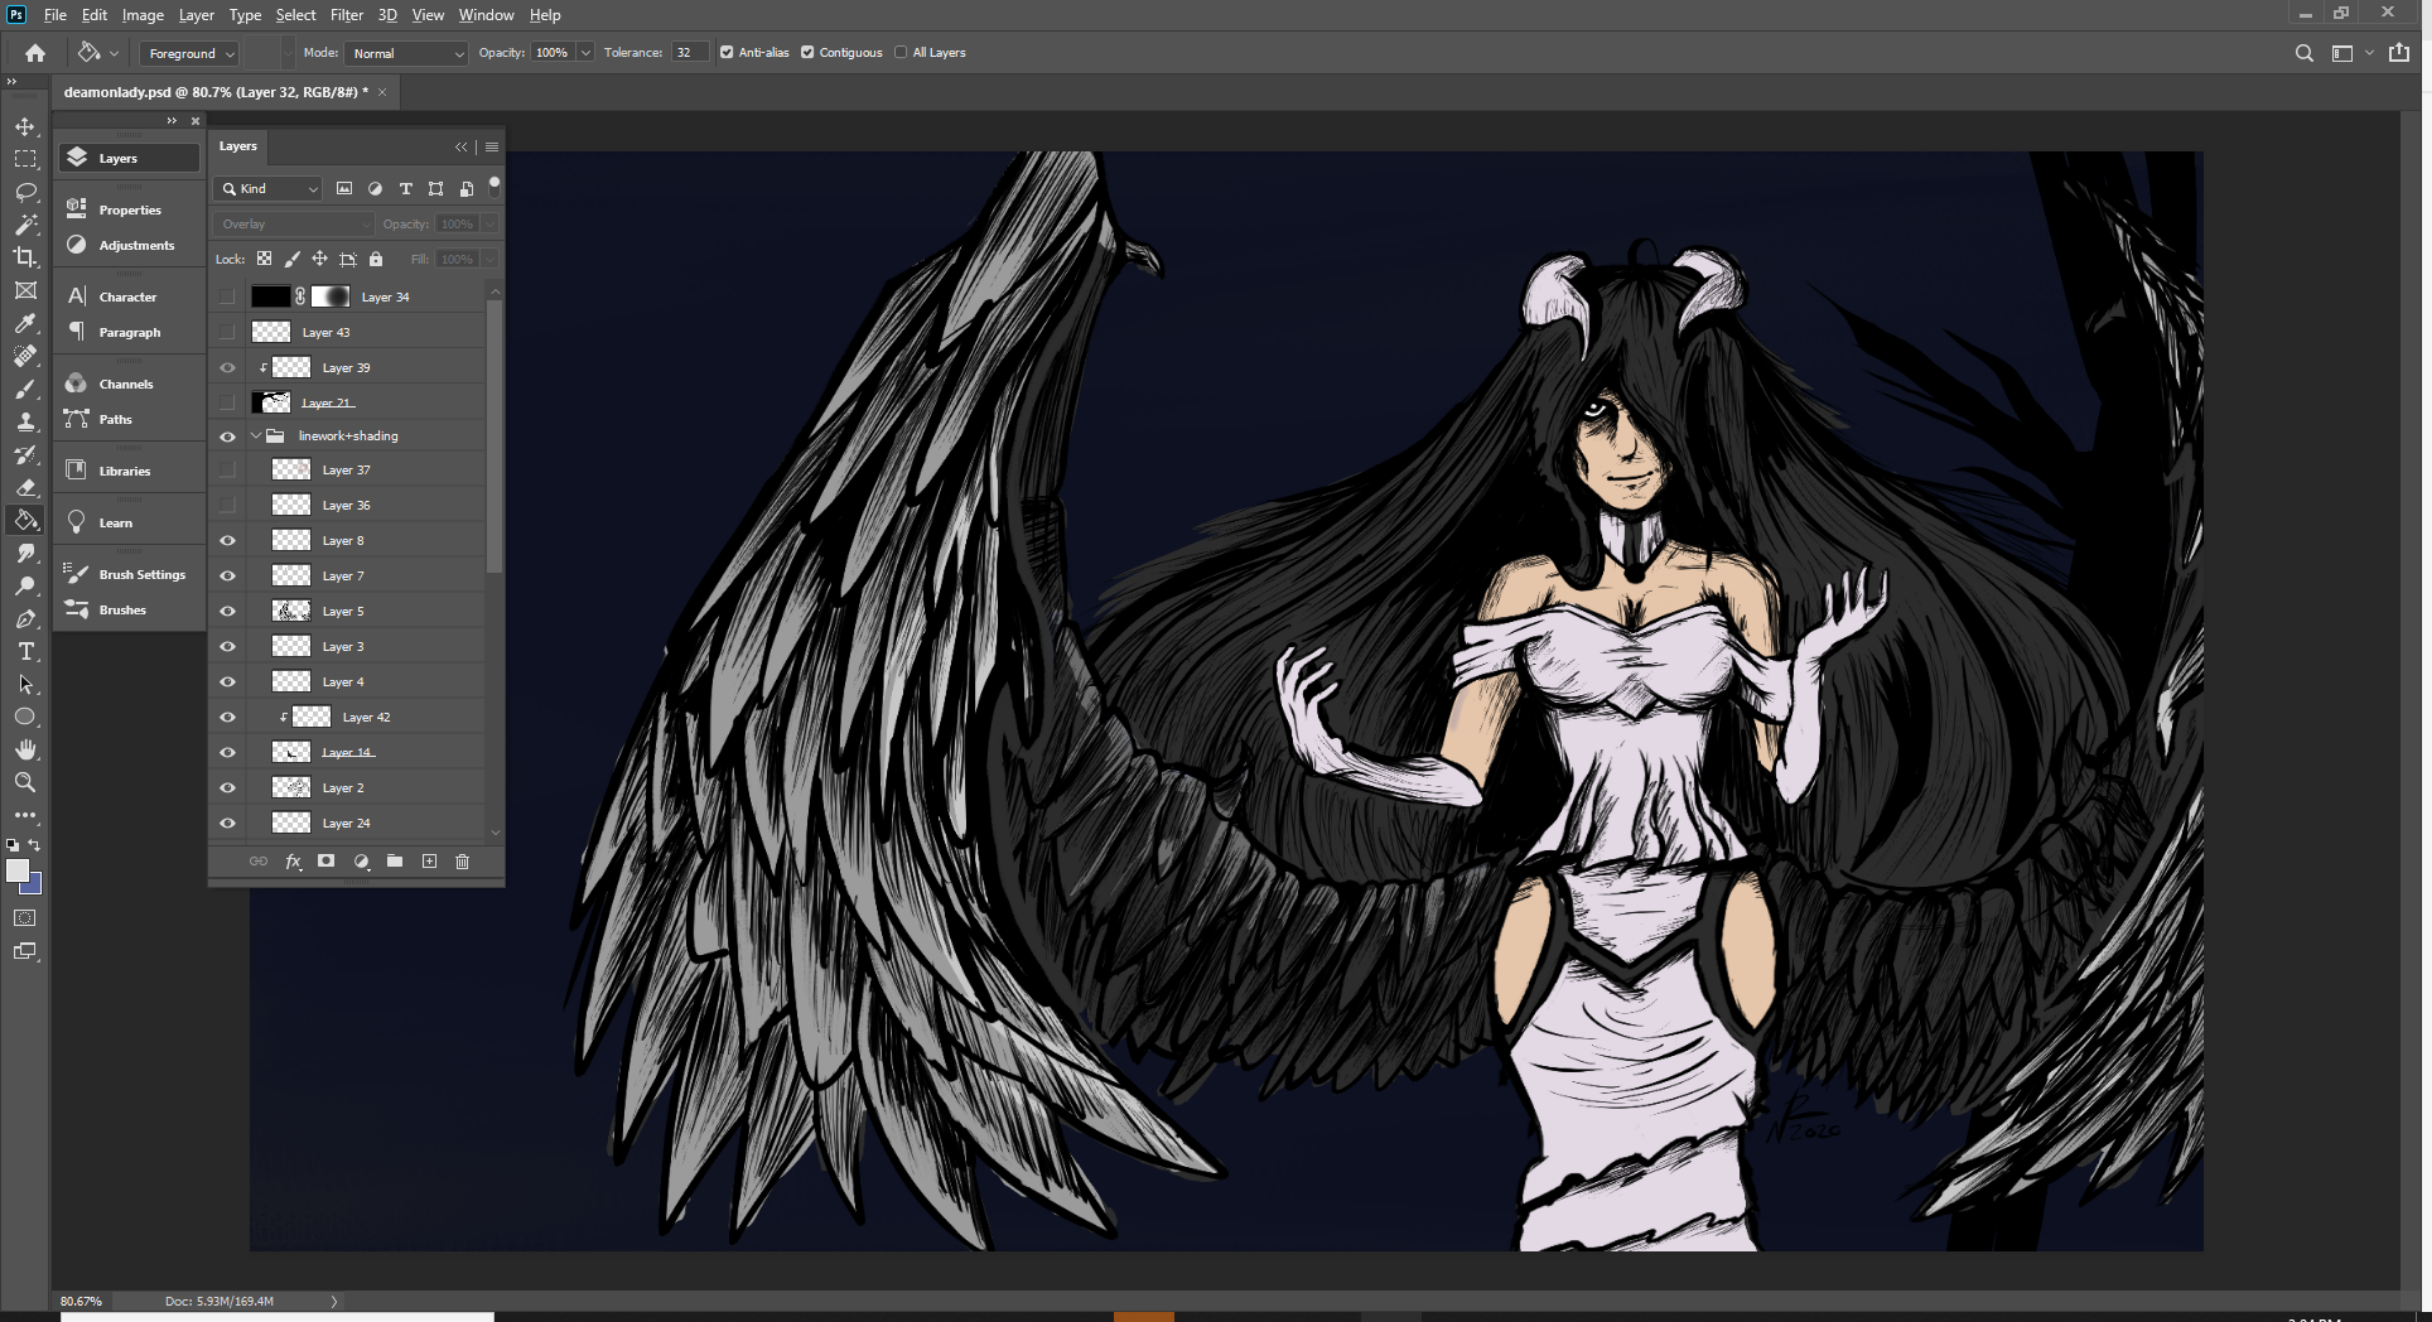 Ps File Edit Image Layer Type Select Filter 3D View Window Help
Foreground Mode: Normal Opacity: 100% Tolerance: 32 Anti-alias Contiguous All Layers
deamonlady.psd @ 80.7% (Layer 32, RGB/8#) *
Layers
Properties
Adjustments
Character
Paragraph
Channels
Paths
Libraries
Learn
Brush Settings
Brushes
Layers
Kind
Overlay Opacity: 100%
Lock: Fill: 100%
Layer 34
Layer 43
Layer 39
Layer 21
linework+shading
Layer 37
Layer 36
Layer 8
Layer 7
Layer 5
Layer 3
Layer 4
Layer 42
Layer 14
Layer 2
Layer 24
fx
2020
80.67% Doc: 5.93M/169.4M